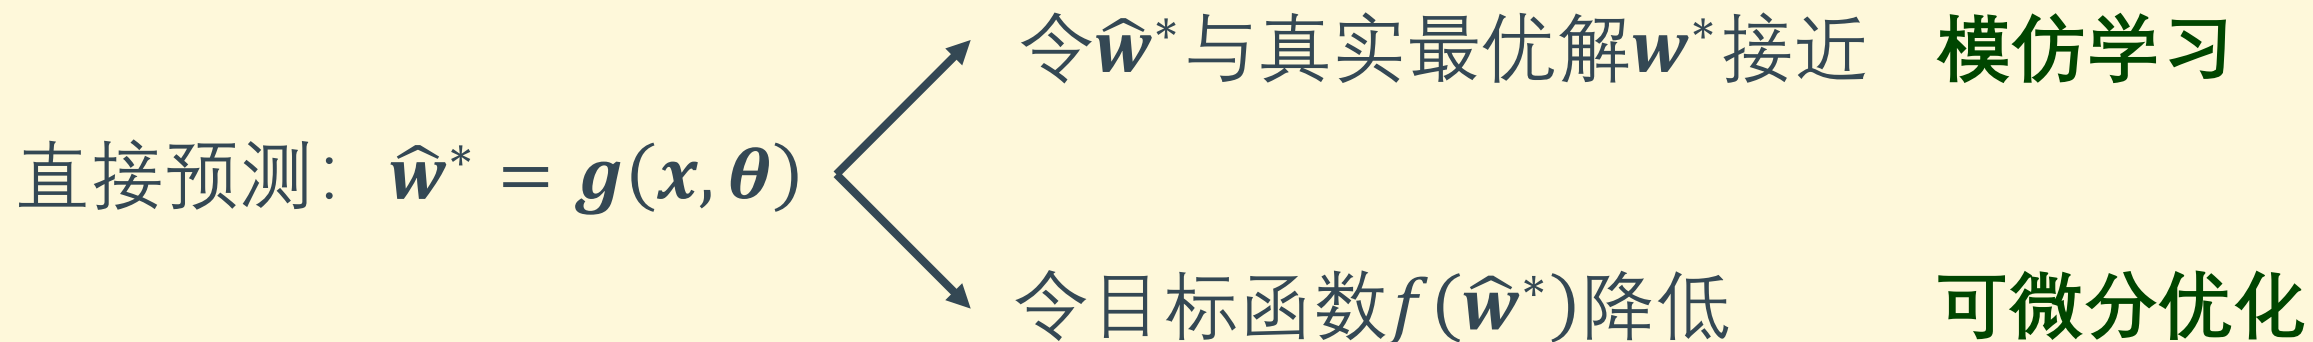 令ŵ*与真实最优解w*接近 模仿学习
直接预测：ŵ* = g(x, θ)
令目标函数f(ŵ*)降低 可微分优化